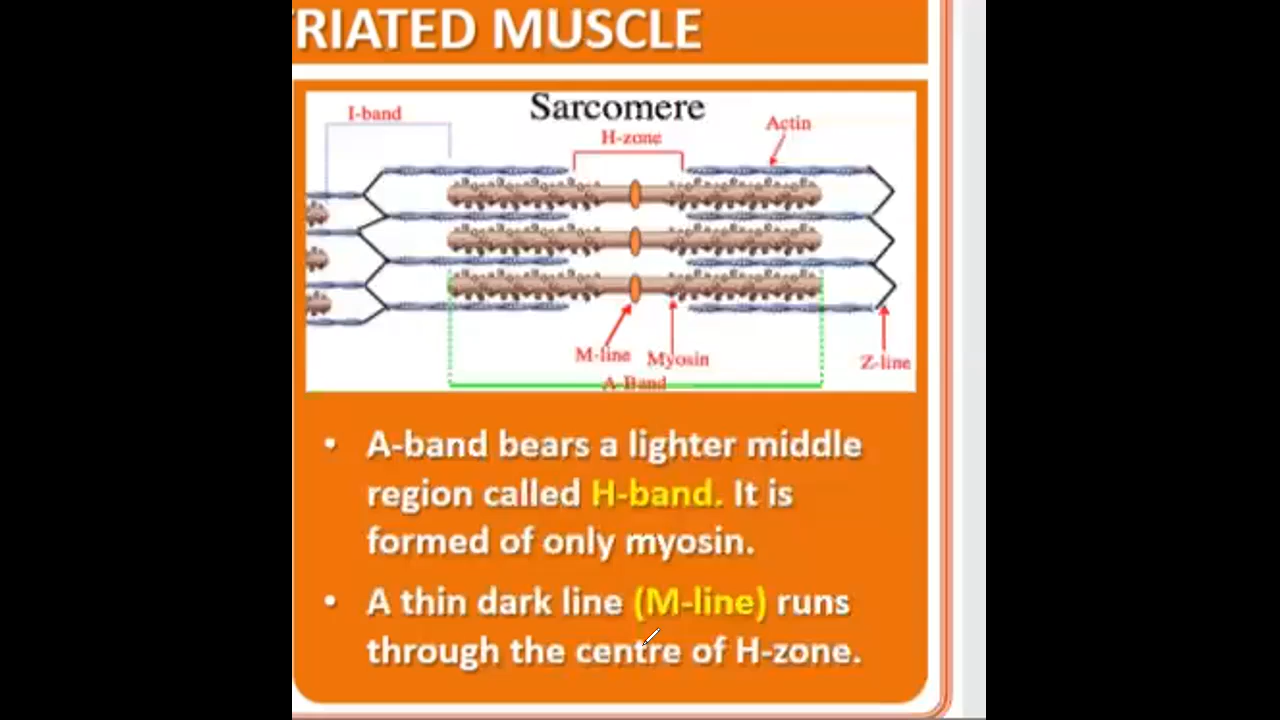 TRIATED MUSCLE
Sarcomere
I-band
H-zone
Actin
M-line
Myosin
Z-line
A-Band
• A-band bears a lighter middle
region called H-band. It is
formed of only myosin.
• A thin dark line (M-line) runs
through the centre of H-zone.